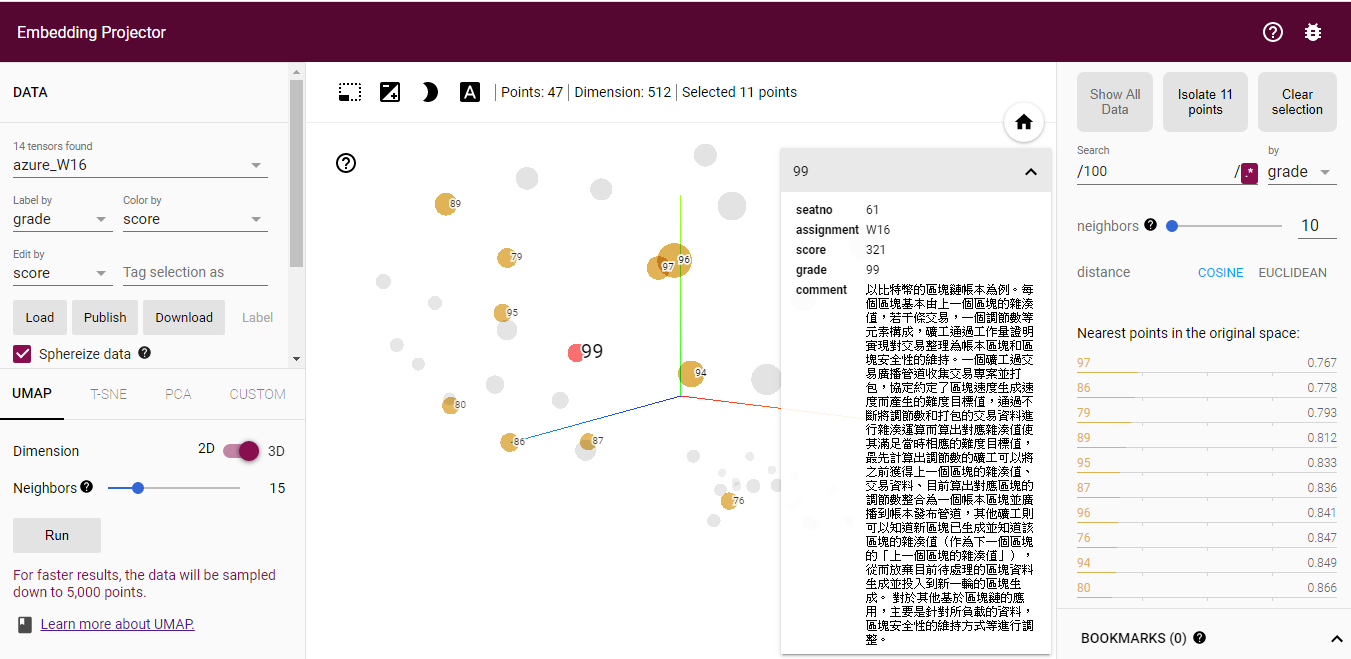 Embedding Projector
DATA
14 tensors found
azure_W16
Label by
Color by
grade
score
Edit by
score
Tag selection as
Load
Publish
Download
Label
Sphereize data
UMAP
T-SNE
PCA
CUSTOM
Dimension
2D
3D
Neighbors
15
Run
For faster results, the data will be sampled
down to 5,000 points.
Learn more about UMAP.
A
Points: 47
Dimension: 512
Selected 11 points
89
79
97
96
95
99
94
80
86
87
76
99
seatno 61
assignment W16
score 321
grade 99
comment 以比特幣的區塊鏈帳本為例。每
個區塊基本由上一個區塊的雜湊
值，若干條交易，一個調節數等
元素構成，礦工通過工作量證明
實現對交易整理為帳本區塊和區
塊安全性的維持。一個礦工過交
易廣播管道收集交易專案並打
包，協定約定了區塊速度生成速
度而產生的難度目標值，通過不
斷將調節數和打包的交易資料進
行雜湊運算而算出對應雜湊值使
其滿足當時相應的難度目標值，
最先計算出調節數的礦工可以將
之前獲得上一個區塊的雜湊值、
交易資料、目前算出對應區塊的
調節數整合為一個帳本區塊並廣
播到帳本發布管道，其他礦工則
可以知道新區塊已生成並知道該
區塊的雜湊值（作為下一個區塊
的「上一個區塊的雜湊值」），
從而放棄目前待處理的區塊資料
生成並投入到新一輪的區塊生
成。 對於其他基於區塊鏈的應
用，主要是針對所負載的資料，
區塊安全性的維持方式等進行調
整。
Show All
Data
Isolate 11
points
Clear
selection
Search
by
/100
/
.*
grade
neighbors
10
distance
COSINE
EUCLIDEAN
Nearest points in the original space:
97 0.767
86 0.778
79 0.793
89 0.812
95 0.833
87 0.836
96 0.841
76 0.847
94 0.849
80 0.866
BOOKMARKS (0)